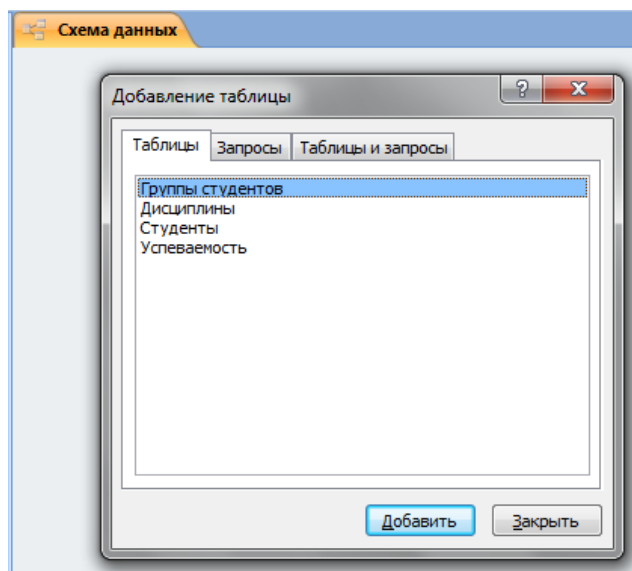 Схема данных
Добавление таблицы
?
Таблицы Запросы Таблицы и запросы
Группы студентов
Дисциплины
Студенты
Успеваемость
Добавить Закрыть